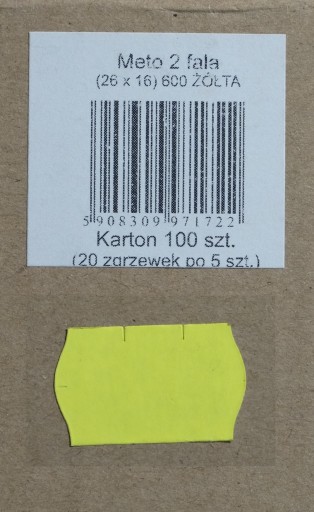 Meto 2 fala
(26 x 16) 600 ŻÓŁTA
5 908309 971722
Karton 100 szt.
(20 zgrzewek po 5 szt.)